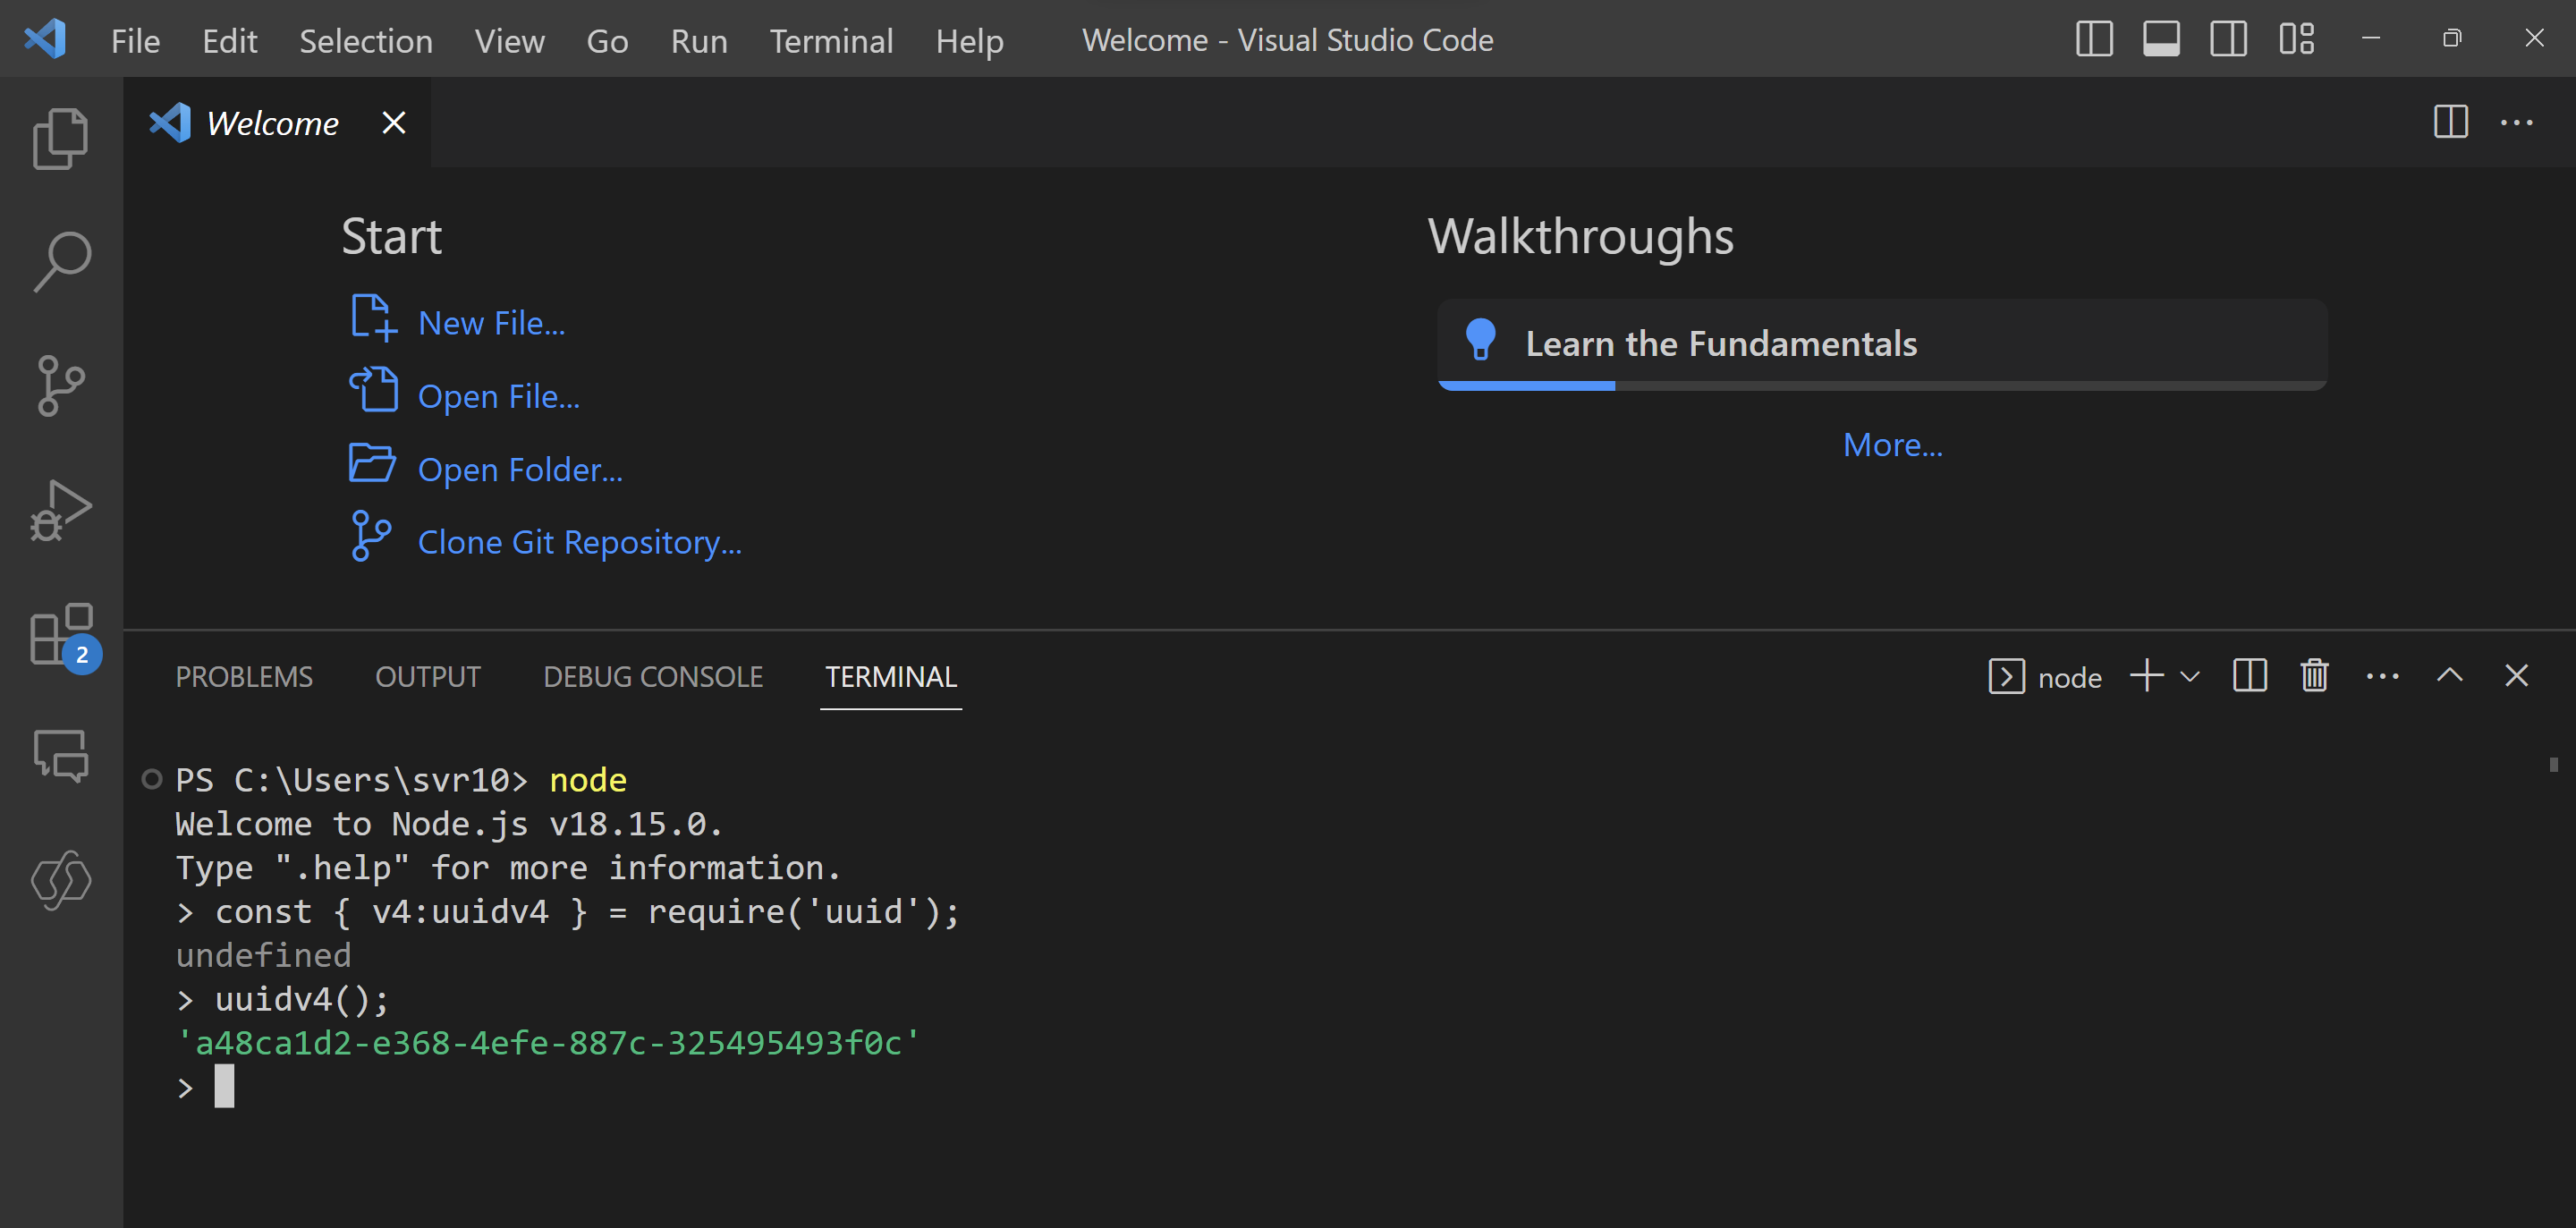 File Edit Selection View Go Run Terminal Help Welcome - Visual Studio Code
Welcome
Start
New File...
Open File...
Open Folder...
Clone Git Repository...
Walkthroughs
Learn the Fundamentals
More...
2
PROBLEMS OUTPUT DEBUG CONSOLE TERMINAL node
PS C:\Users\svr10> node
Welcome to Node.js v18.15.0.
Type ".help" for more information.
> const { v4:uuidv4 } = require('uuid');
undefined
> uuidv4();
'a48ca1d2-e368-4efe-887c-325495493f0c'
>